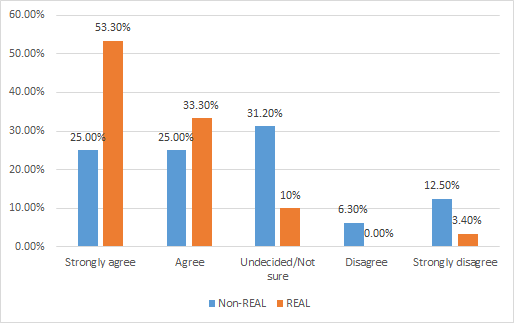 60.00%
50.00%
40.00%
30.00%
20.00%
10.00%
0.00%
25.00%
53.30%
25.00%
33.30%
31.20%
10%
6.30%
0.00%
12.50%
3.40%
Strongly agree
Agree
Undecided/Not
sure
Disagree
Strongly disagree
Non-REAL
REAL